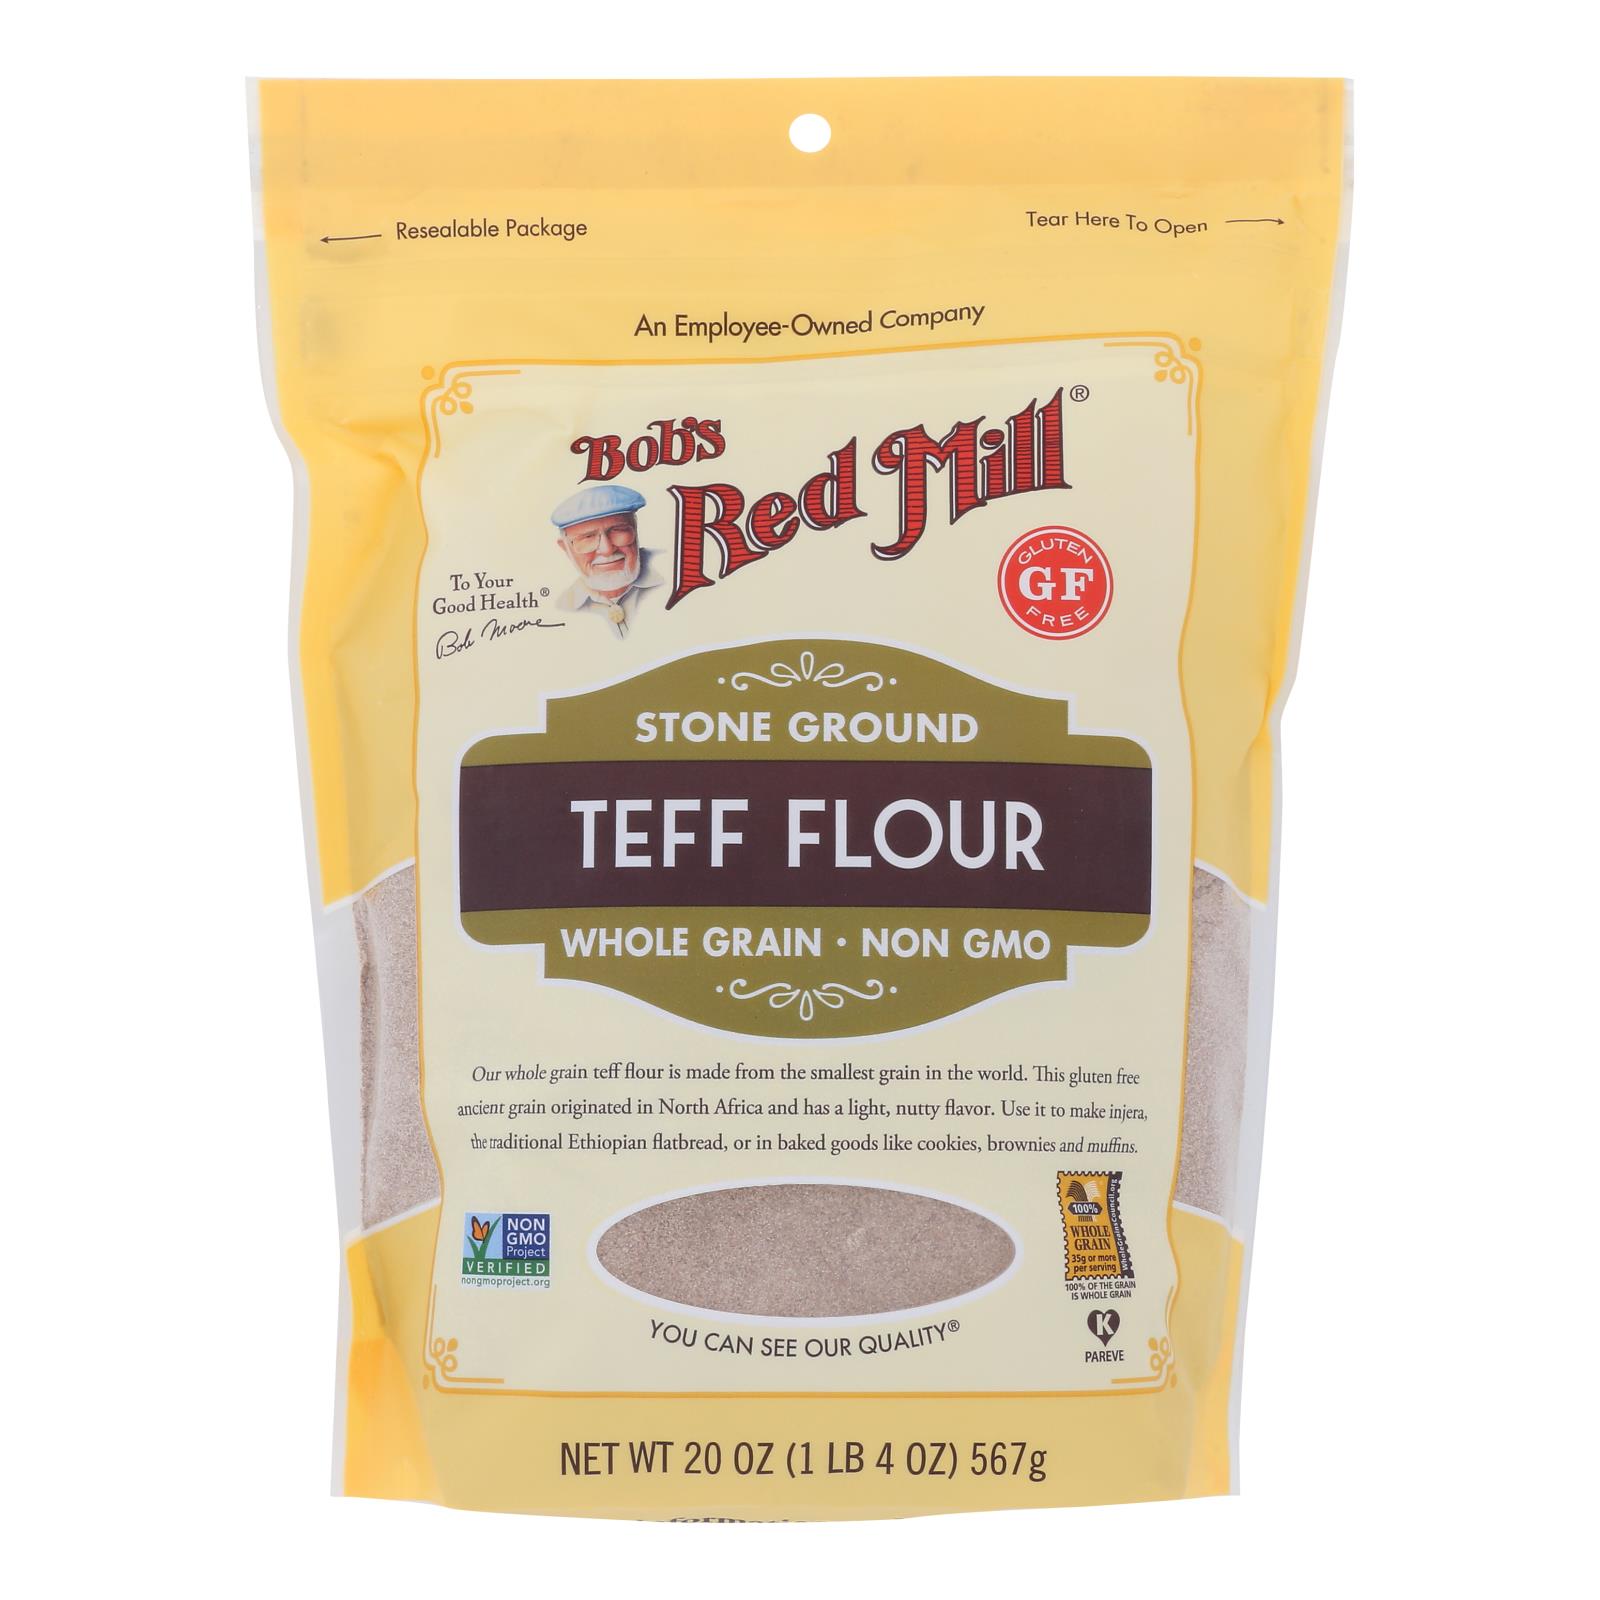 Resealable Package
Tear Here To Open
An Employee-Owned Company
Bob's
Red Mill®
To Your
Good Health®
Bob Moore
GLUTEN
GF
FREE
STONE GROUND
TEFF FLOUR
WHOLE GRAIN • NON GMO
Our whole grain teff flour is made from the smallest grain in the world. This gluten free
ancient grain originated in North Africa and has a light, nutty flavor. Use it to make injera,
the traditional Ethiopian flatbread, or in baked goods like cookies, brownies and muffins.
NON
GMO
Project
VERIFIED
nongmoproject.org
100%
WHOLE
GRAIN
35g or more
per serving
WholeGrainsCouncil.org
100% OF THE GRAIN
IS WHOLE GRAIN
K
PAREVE
YOU CAN SEE OUR QUALITY®
NET WT 20 OZ (1 LB 4 OZ) 567g